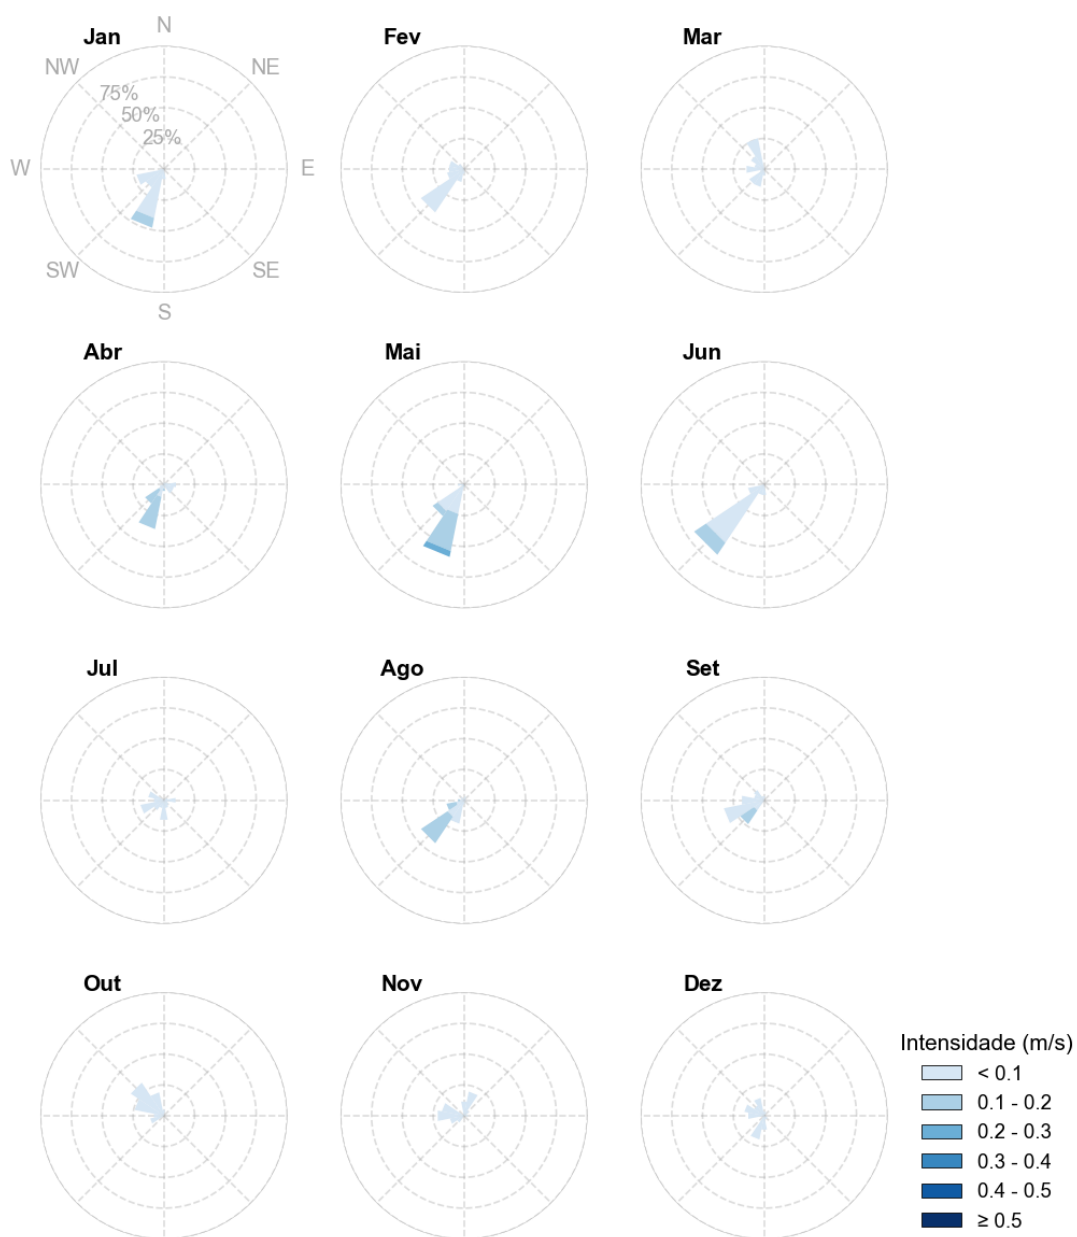 N
Jan
Fev
Mar
NW
NE
75%
50%
25%
W
E
SW
SE
S
Abr
Mai
Jun
Jul
Ago
Set
Out
Nov
Dez
Intensidade (m/s)
< 0.1
0.1 - 0.2
0.2 - 0.3
0.3 - 0.4
0.4 - 0.5
≥ 0.5